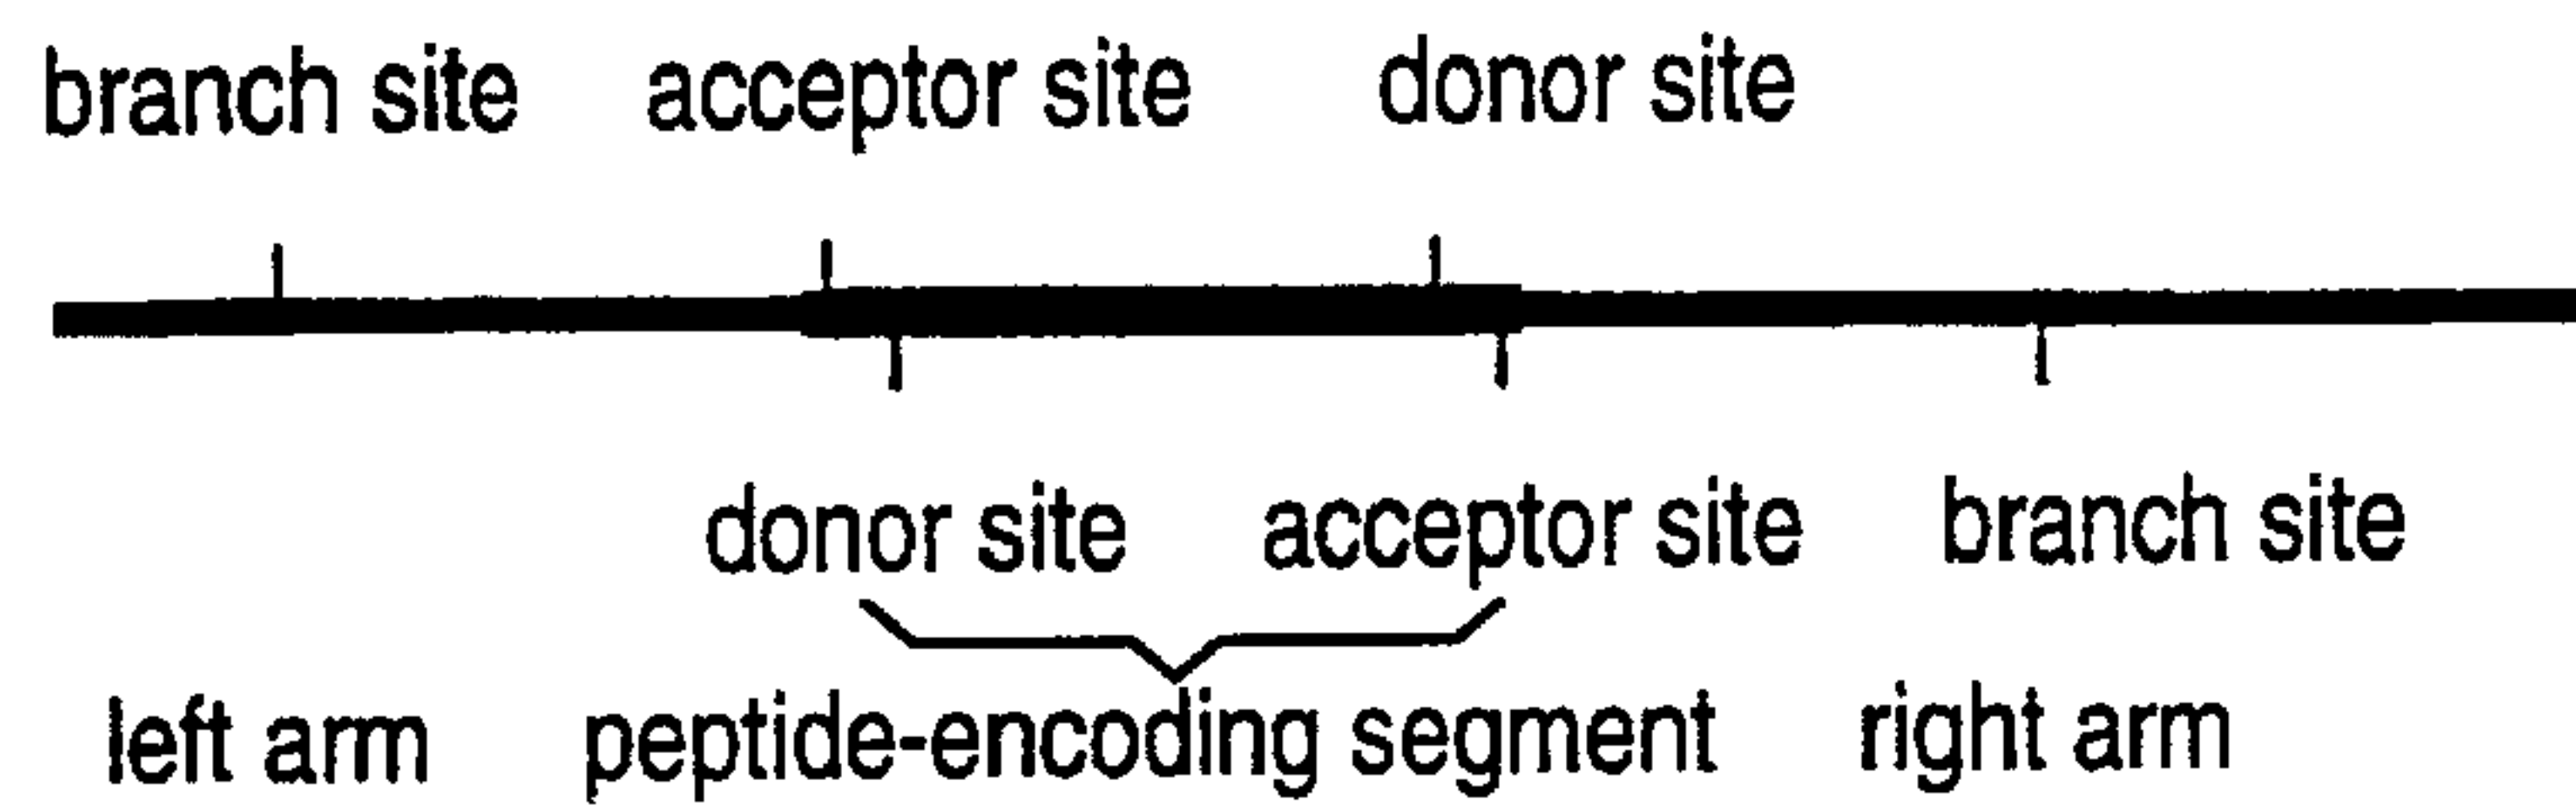 branch site acceptor site donor site
donor site acceptor site branch site
left arm peptide-encoding segment right arm